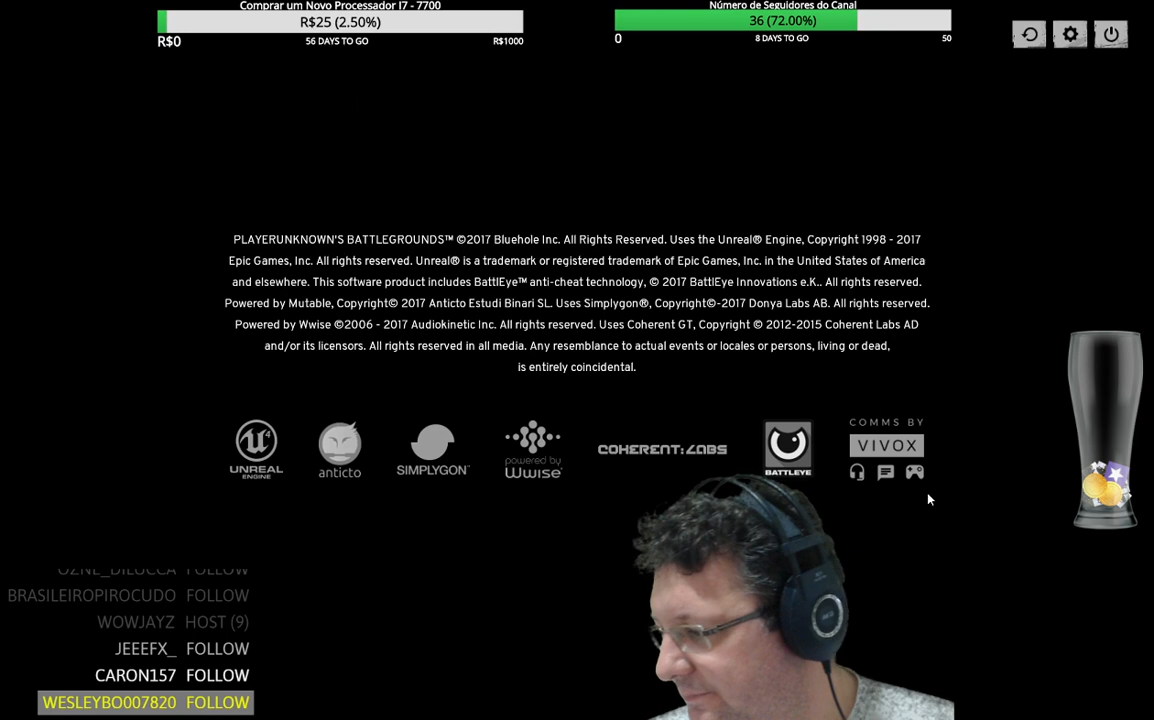 Comprar um Novo Processador I7 - 7700
R$25 (2.50%)
R$0
56 DAYS TO GO
R$1000
Número de Seguidores do Canal
36 (72.00%)
0
8 DAYS TO GO
50
PLAYERUNKNOWN'S BATTLEGROUNDS™ ©2017 Bluehole Inc. All Rights Reserved. Uses the Unreal® Engine, Copyright 1998 - 2017
Epic Games, Inc. All rights reserved. Unreal® is a trademark or registered trademark of Epic Games, Inc. in the United States of America
and elsewhere. This software product includes BattlEye™ anti-cheat technology, © 2017 BattlEye Innovations e.K.. All rights reserved.
Powered by Mutable, Copyright© 2017 Anticto Estudi Binari SL. Uses Simplygon®, Copyright©-2017 Donya Labs AB. All rights reserved.
Powered by Wwise ©2006 - 2017 Audiokinetic Inc. All rights reserved. Uses Coherent GT, Copyright © 2012-2015 Coherent Labs AD
and/or its licensors. All rights reserved in all media. Any resemblance to actual events or locales or persons, living or dead,
is entirely coincidental.
UNREAL
ENGINE
anticto
SIMPLYGON
powered by
Wwise
COHERENT:LABS
BATTLEYE
COMMS BY
VIVOX
FOLLOW
BRASILEIROPIROCUDO FOLLOW
WOWJAYZ HOST (9)
JEEEFX_ FOLLOW
CARON157 FOLLOW
WESLEYBO007820 FOLLOW